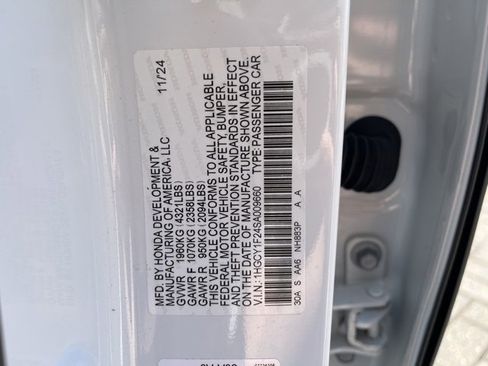 MFD. BY HONDA DEVELOPMENT &
MANUFACTURING OF AMERICA, LLC 11/24
GVWR 1960KG ( 4321LBS)
GAWR F 1070KG ( 2358LBS)
GAWR R 950KG ( 2094LBS)
THIS VEHICLE CONFORMS TO ALL APPLICABLE
FEDERAL MOTOR VEHICLE SAFETY, BUMPER,
AND THEFT PREVENTION STANDARDS IN EFFECT
ON THE DATE OF MANUFACTURE SHOWN ABOVE.
V.I.N.: 1HGCY1F24SA009660 TYPE:PASSENGER CAR
30A S AA6 NH883P A A